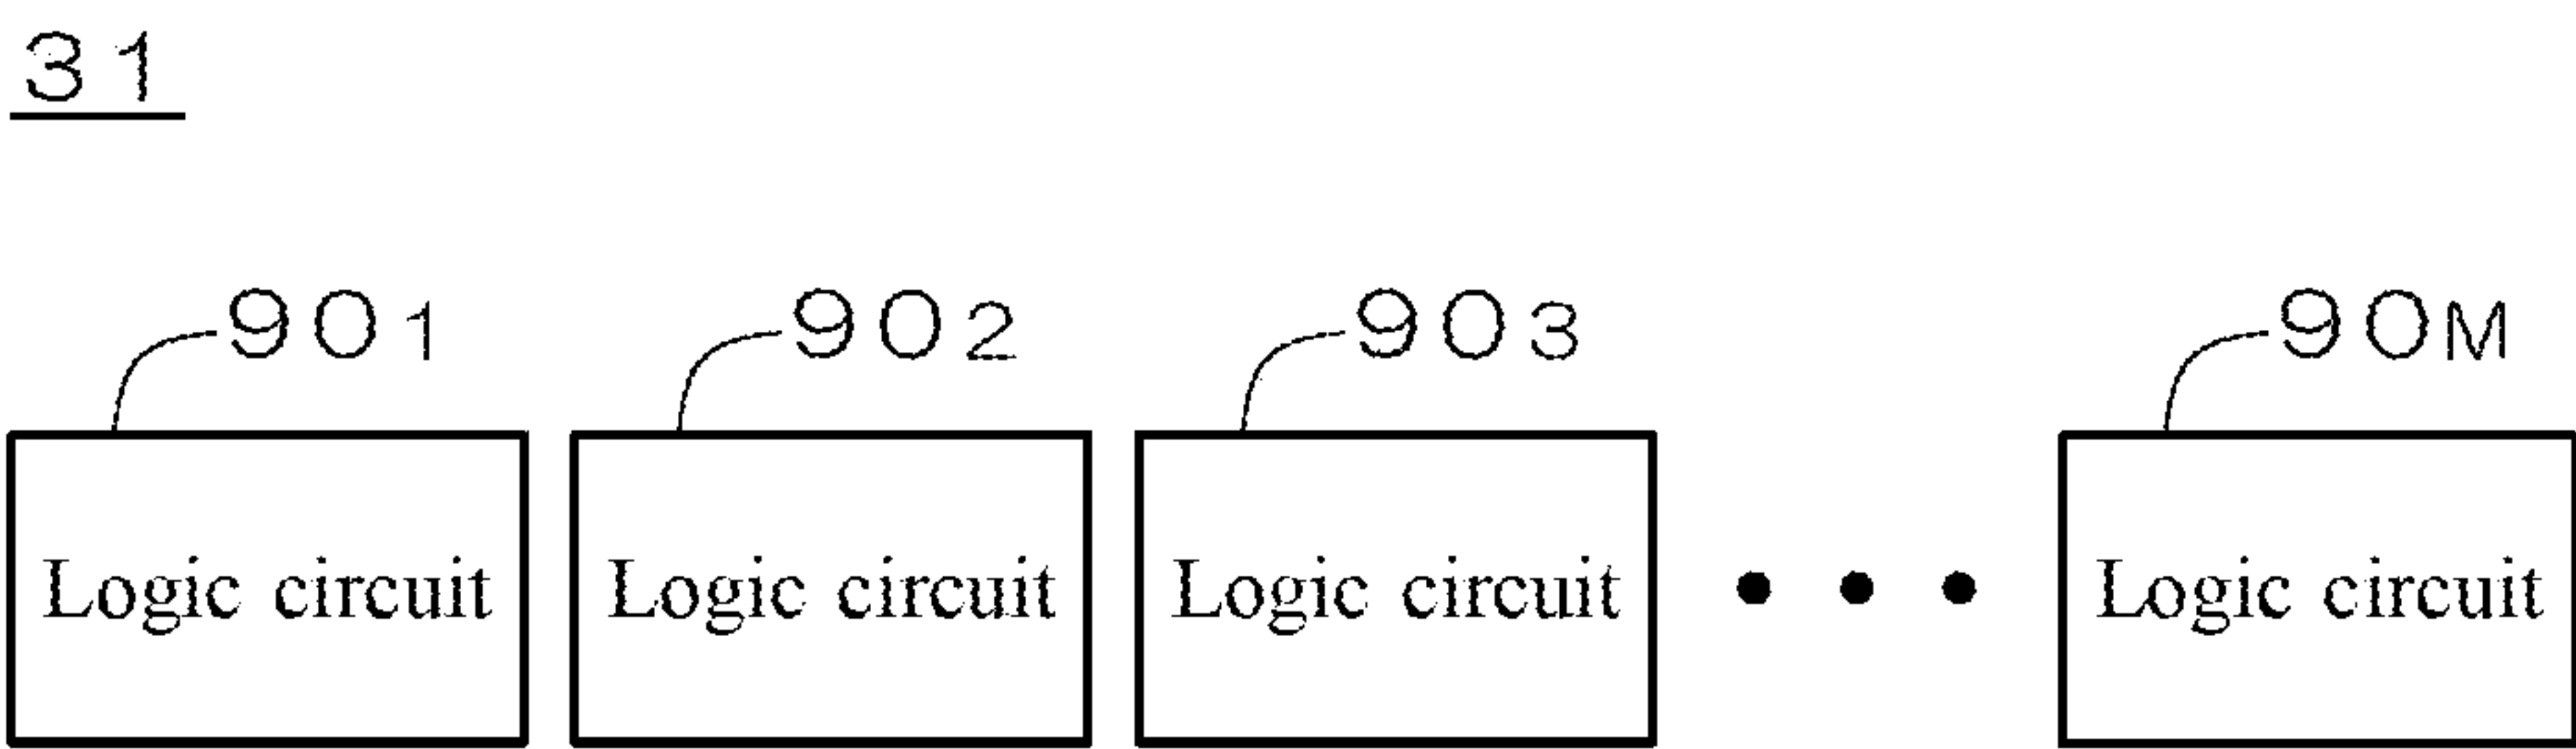 31
90₁ 90₂ 90₃ 90M
Logic circuit Logic circuit Logic circuit • • • Logic circuit